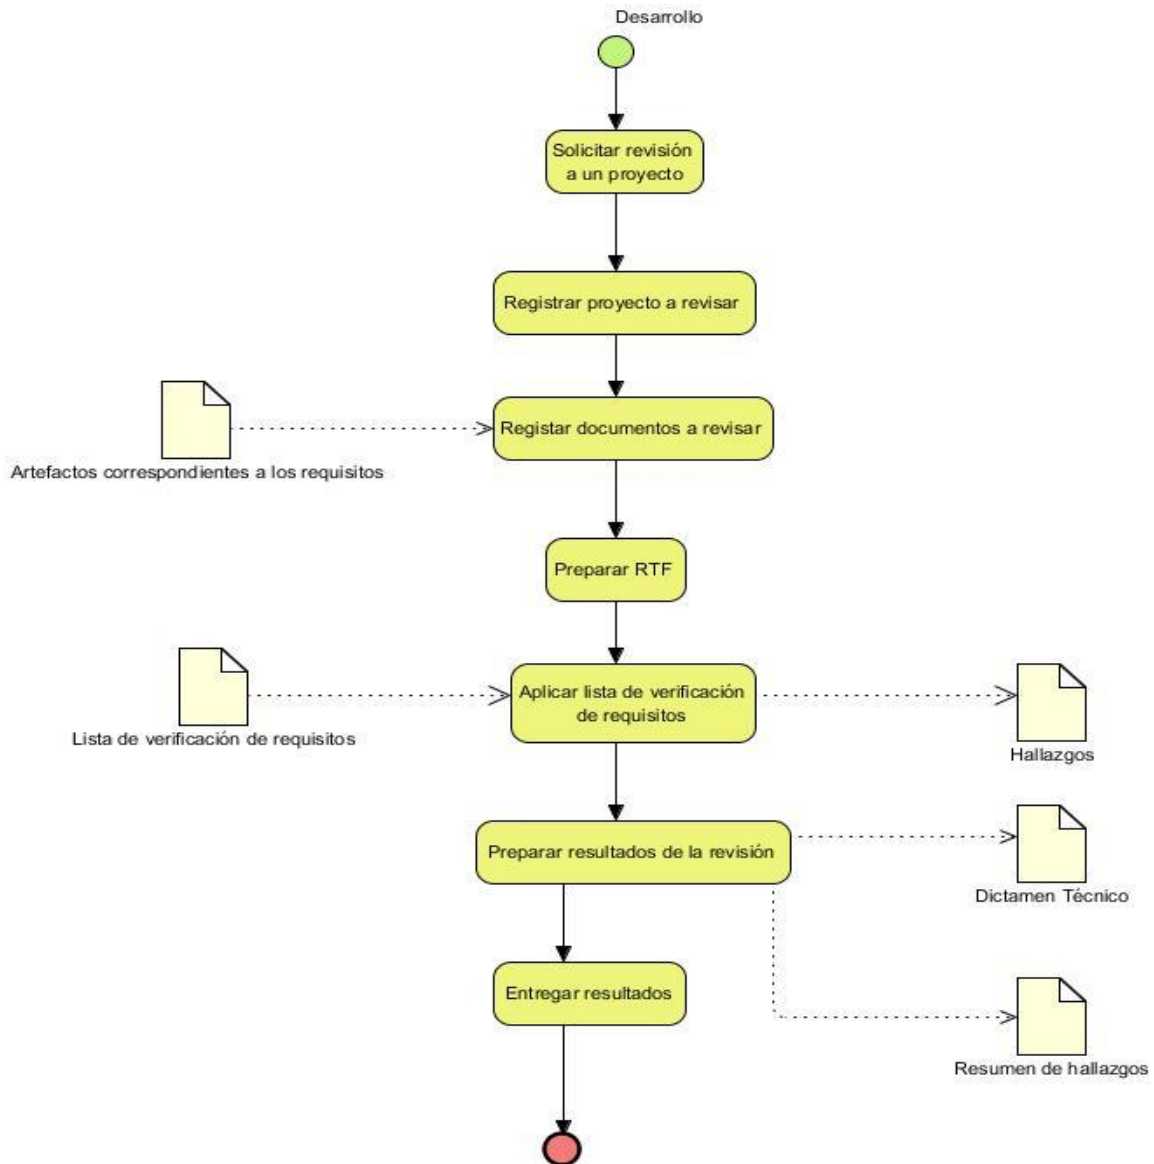 Desarrollo
Solicitar revisión
a un proyecto
Registrar proyecto a revisar
Registar documentos a revisar
Artefactos correspondientes a los requisitos
Preparar RTF
Aplicar lista de verificación
de requisitos
Lista de verificación de requisitos
Hallazgos
Preparar resultados de la revisión
Dictamen Técnico
Entregar resultados
Resumen de hallazgos